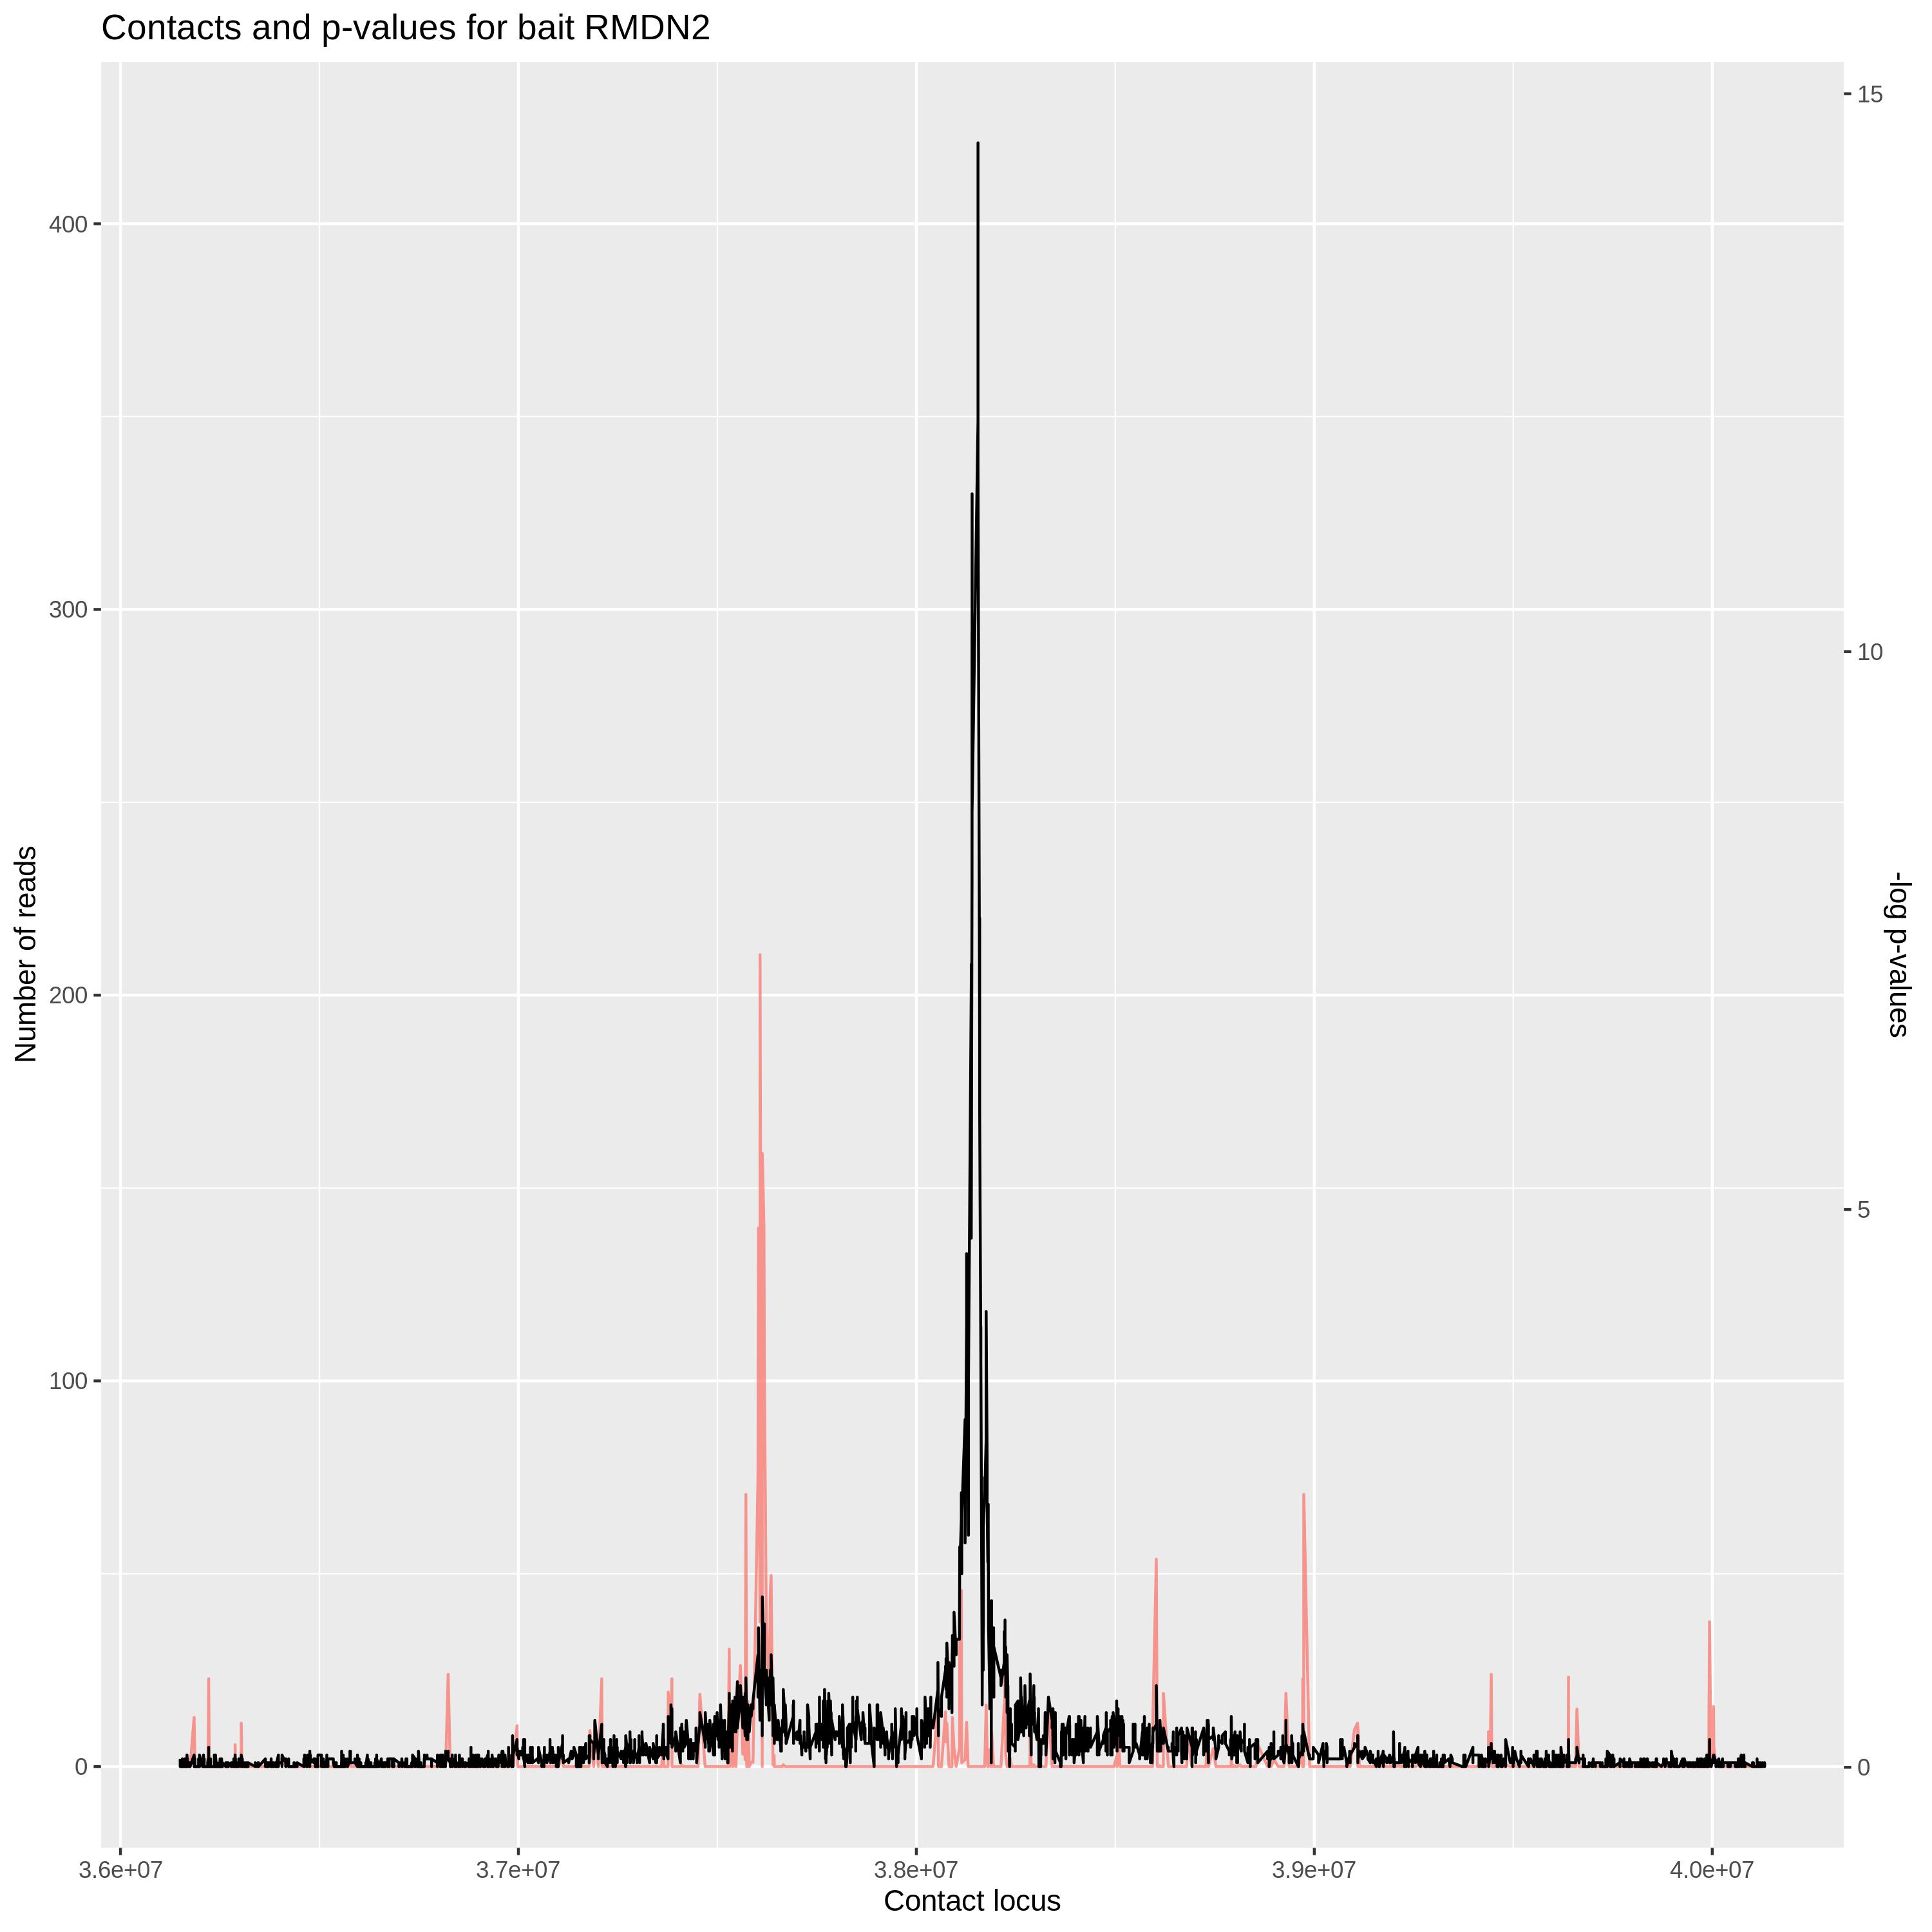 Contacts and p-values for bait RMDN2
15
400
300
10
200
5
100
0
0
Number of reads
-log p-values
3.6e+07
3.7e+07
3.8e+07
3.9e+07
4.0e+07
Contact locus